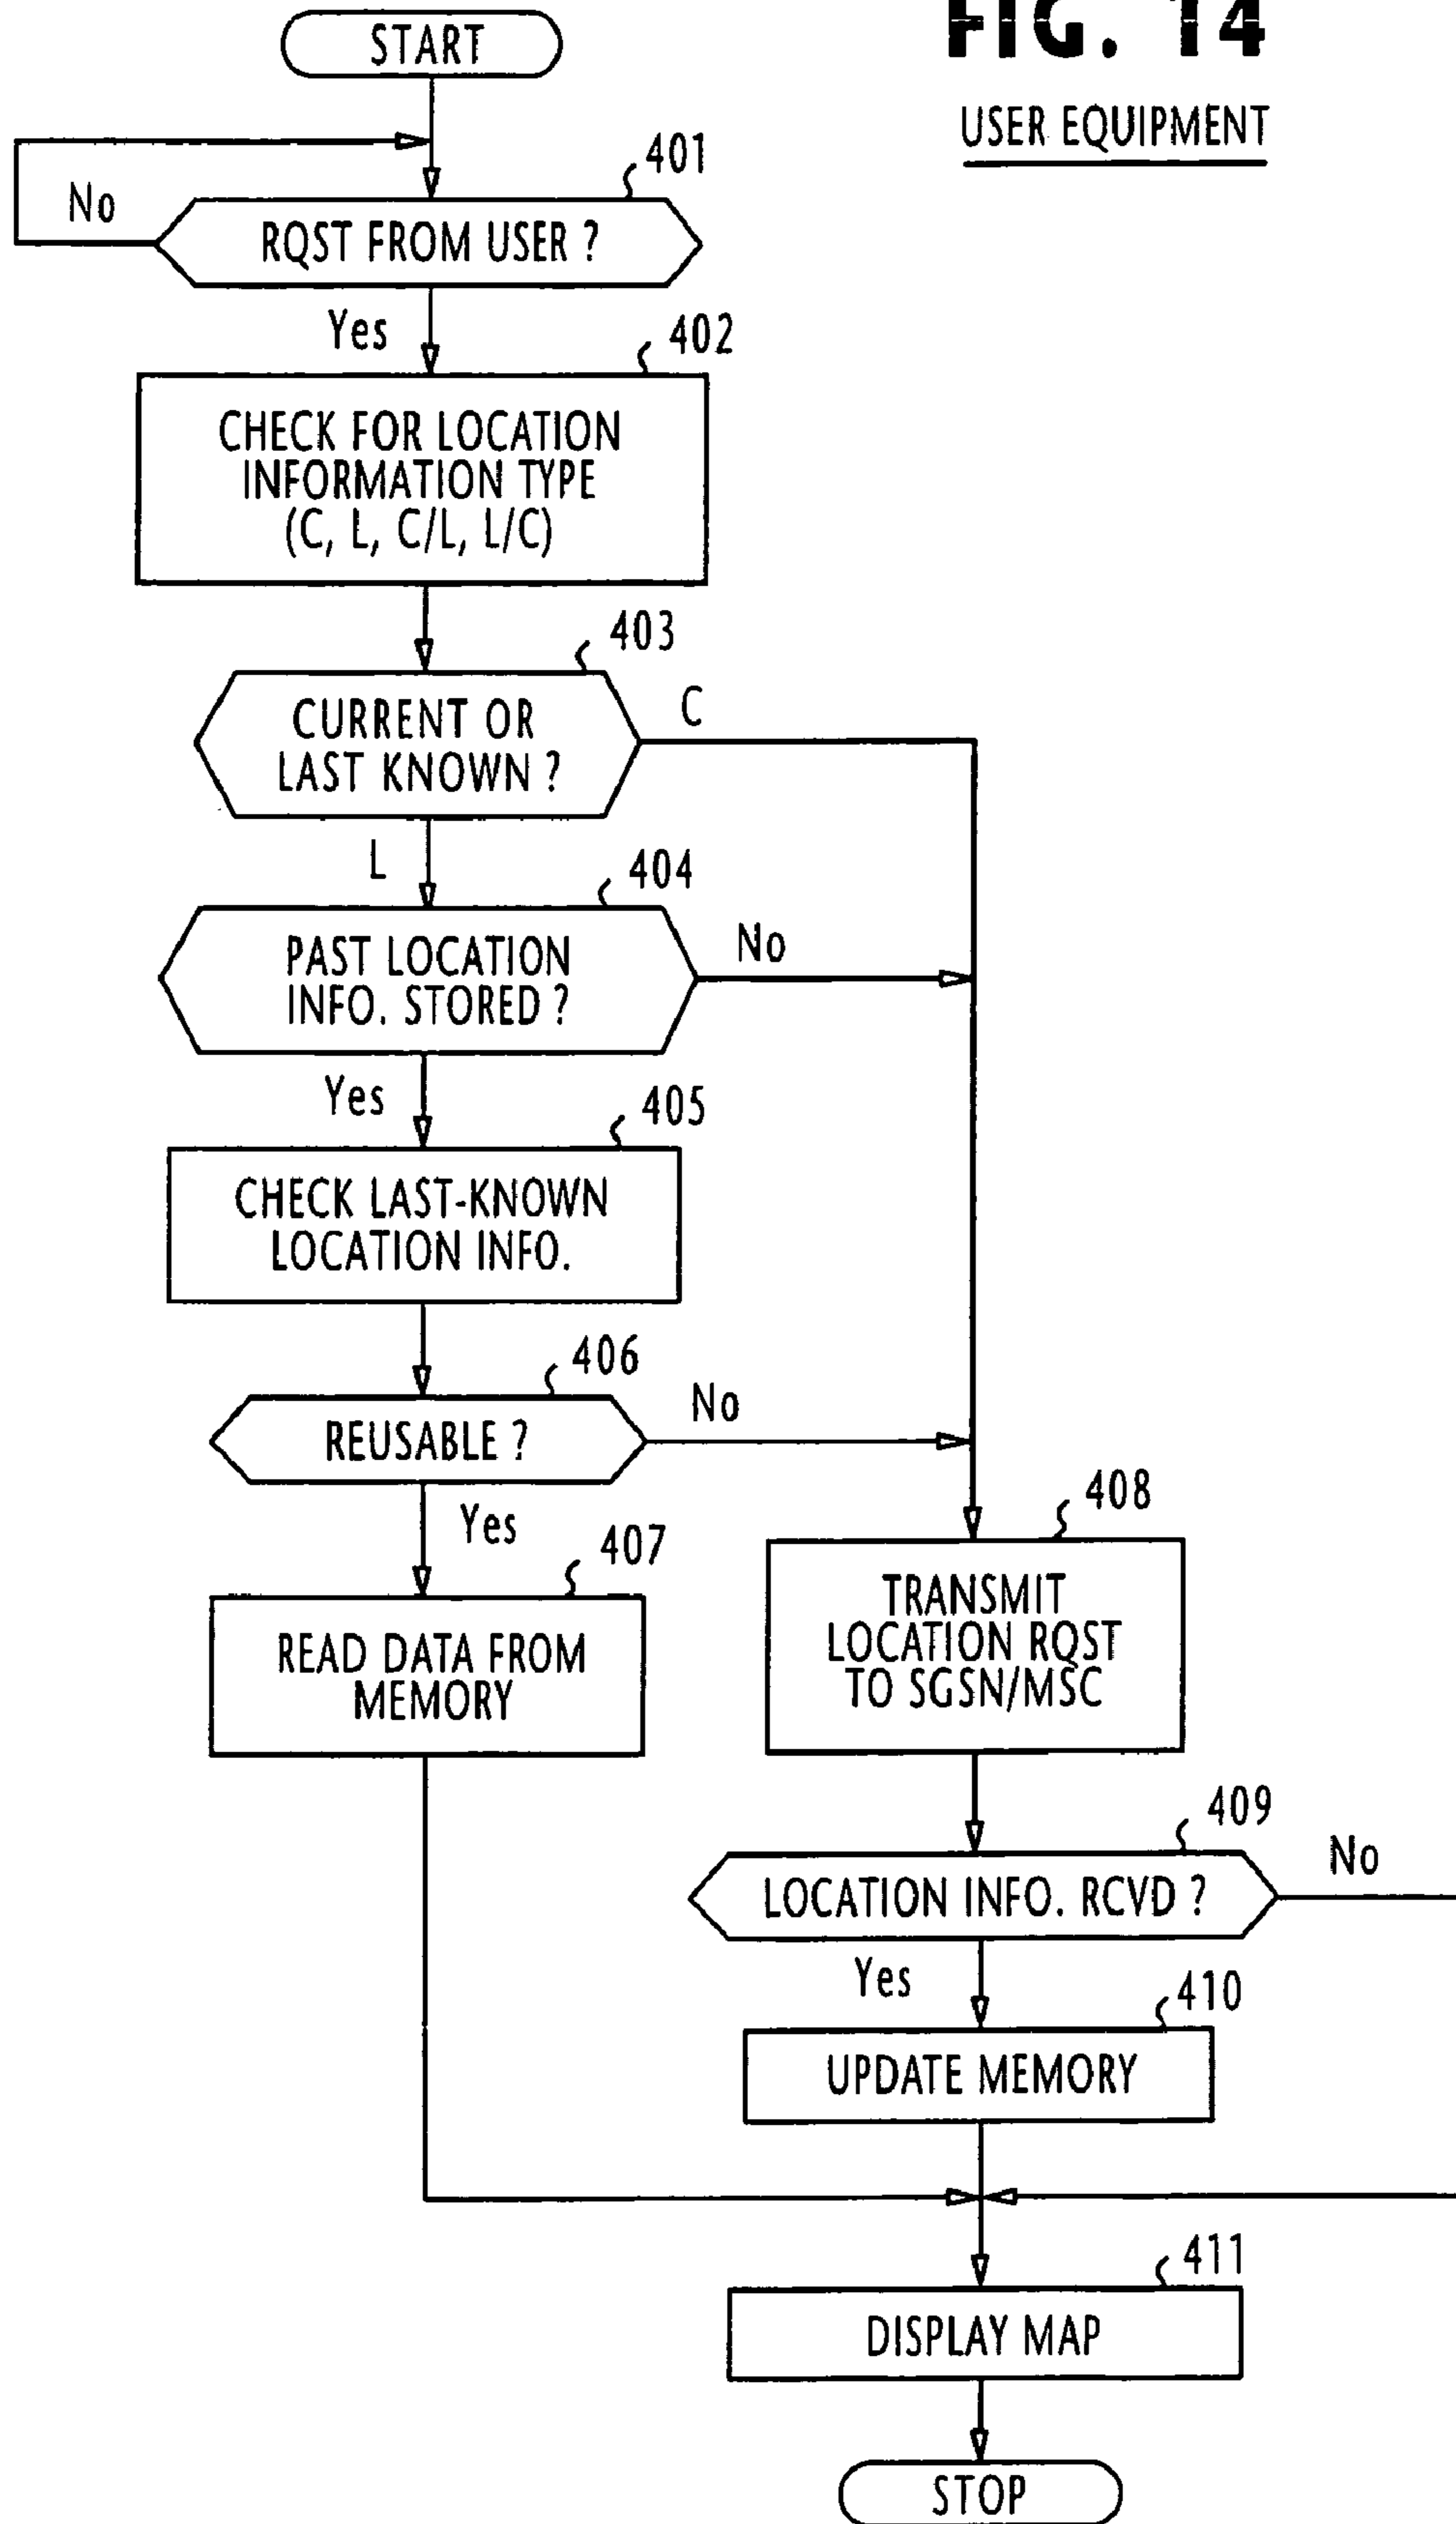 FIG. 14
USER EQUIPMENT
START
401
No
RQST FROM USER ?
Yes
402
CHECK FOR LOCATION
INFORMATION TYPE
(C, L, C/L, L/C)
403
CURRENT OR
LAST KNOWN ?
C
L
404
PAST LOCATION
INFO. STORED ?
No
Yes
405
CHECK LAST-KNOWN
LOCATION INFO.
406
REUSABLE ?
No
Yes
407
READ DATA FROM
MEMORY
408
TRANSMIT
LOCATION RQST
TO SGSN/MSC
409
LOCATION INFO. RCVD ?
No
Yes
410
UPDATE MEMORY
411
DISPLAY MAP
STOP